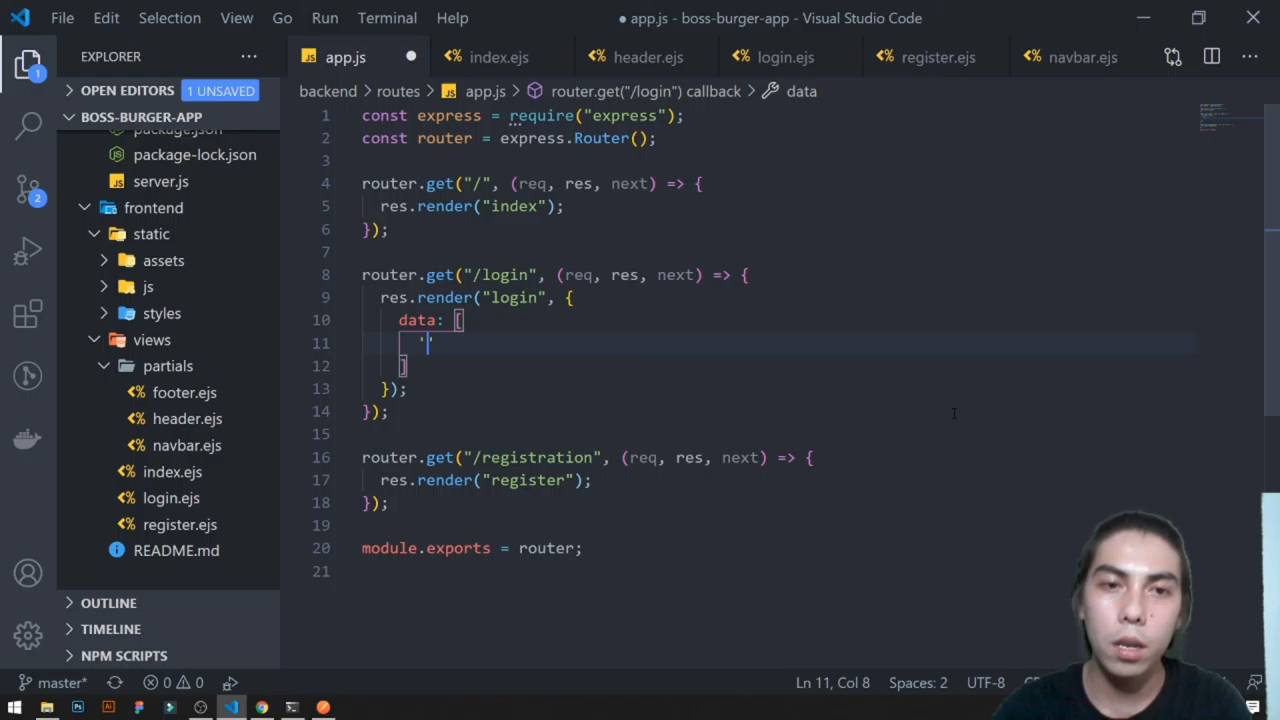 File Edit Selection View Go Run Terminal Help
● app.js - boss-burger-app - Visual Studio Code
EXPLORER ...
app.js index.ejs header.ejs login.ejs register.ejs navbar.ejs
OPEN EDITORS 1 UNSAVED
backend > routes > app.js > router.get("/login") callback > data
BOSS-BURGER-APP
package.json
package-lock.json
server.js
frontend
static
assets
js
styles
views
partials
footer.ejs
header.ejs
navbar.ejs
index.ejs
login.ejs
register.ejs
README.md
OUTLINE
TIMELINE
NPM SCRIPTS
1
2
1 const express = require("express");
2 const router = express.Router();
3
4 router.get("/", (req, res, next) => {
5 res.render("index");
6 });
7
8 router.get("/login", (req, res, next) => {
9 res.render("login", {
10 data: [
11 ''
12 ]
13 });
14 });
15
16 router.get("/registration", (req, res, next) => {
17 res.render("register");
18 });
19
20 module.exports = router;
21
master* 0 0 Ln 11, Col 8 Spaces: 2 UTF-8